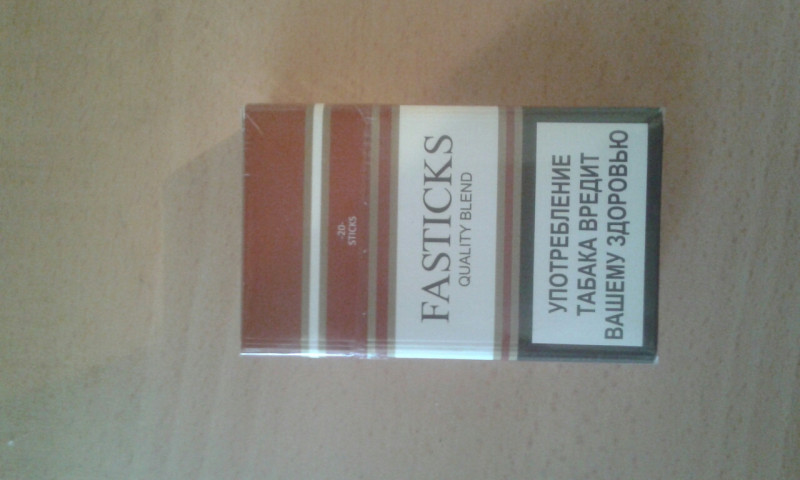 -20-
STICKS
FASTICKS
QUALITY BLEND
УПОТРЕБЛЕНИЕ
ТАБАКА ВРЕДИТ
ВАШЕМУ ЗДОРОВЬЮ